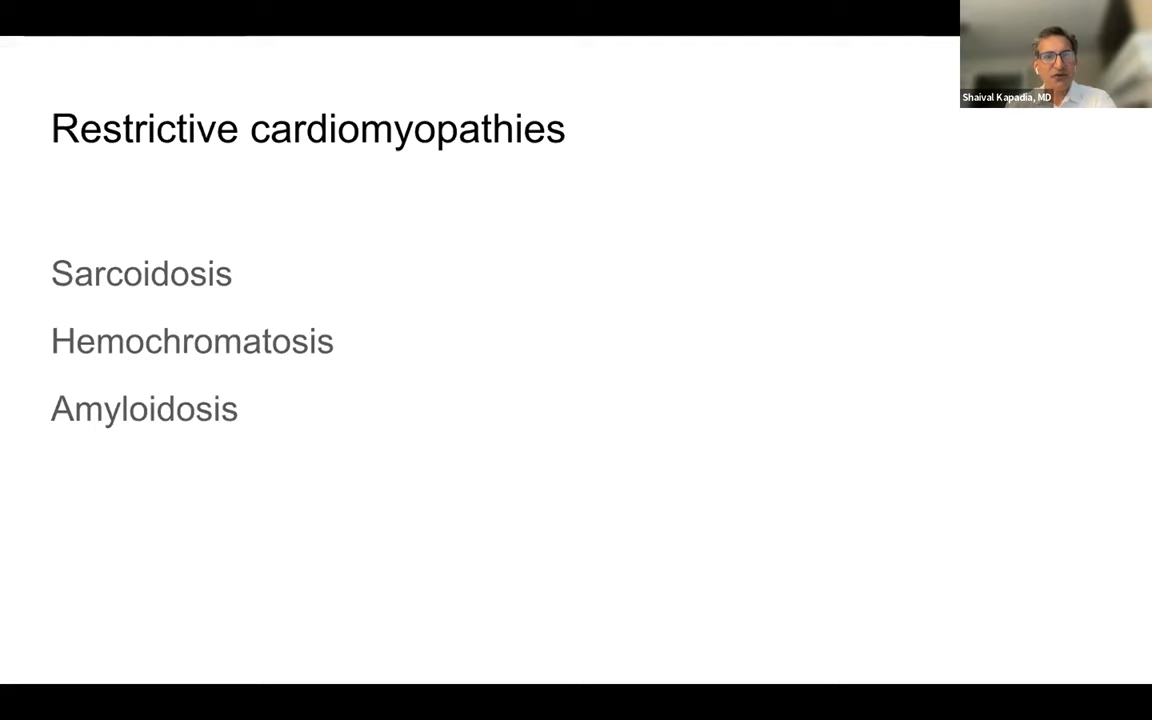 Shaival Kapadia, MD
Restrictive cardiomyopathies
Sarcoidosis
Hemochromatosis
Amyloidosis